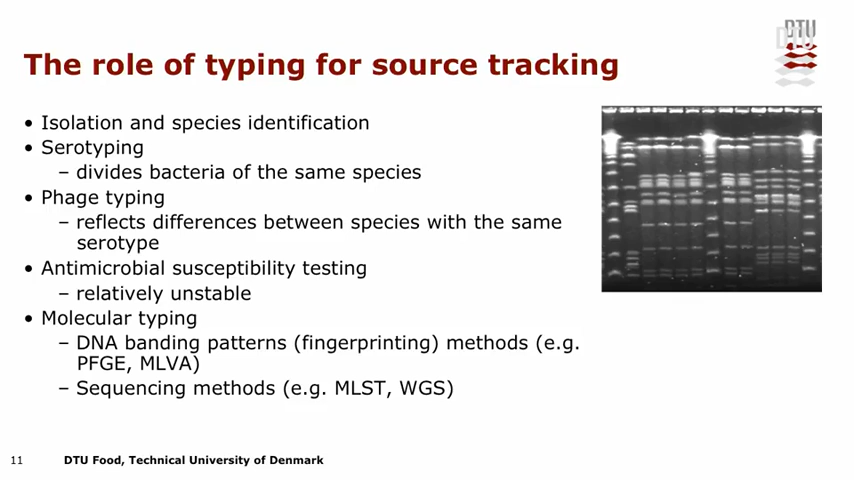 DTU
The role of typing for source tracking
• Isolation and species identification
• Serotyping
– divides bacteria of the same species
• Phage typing
– reflects differences between species with the same
serotype
• Antimicrobial susceptibility testing
– relatively unstable
• Molecular typing
– DNA banding patterns (fingerprinting) methods (e.g.
PFGE, MLVA)
– Sequencing methods (e.g. MLST, WGS)
11 DTU Food, Technical University of Denmark